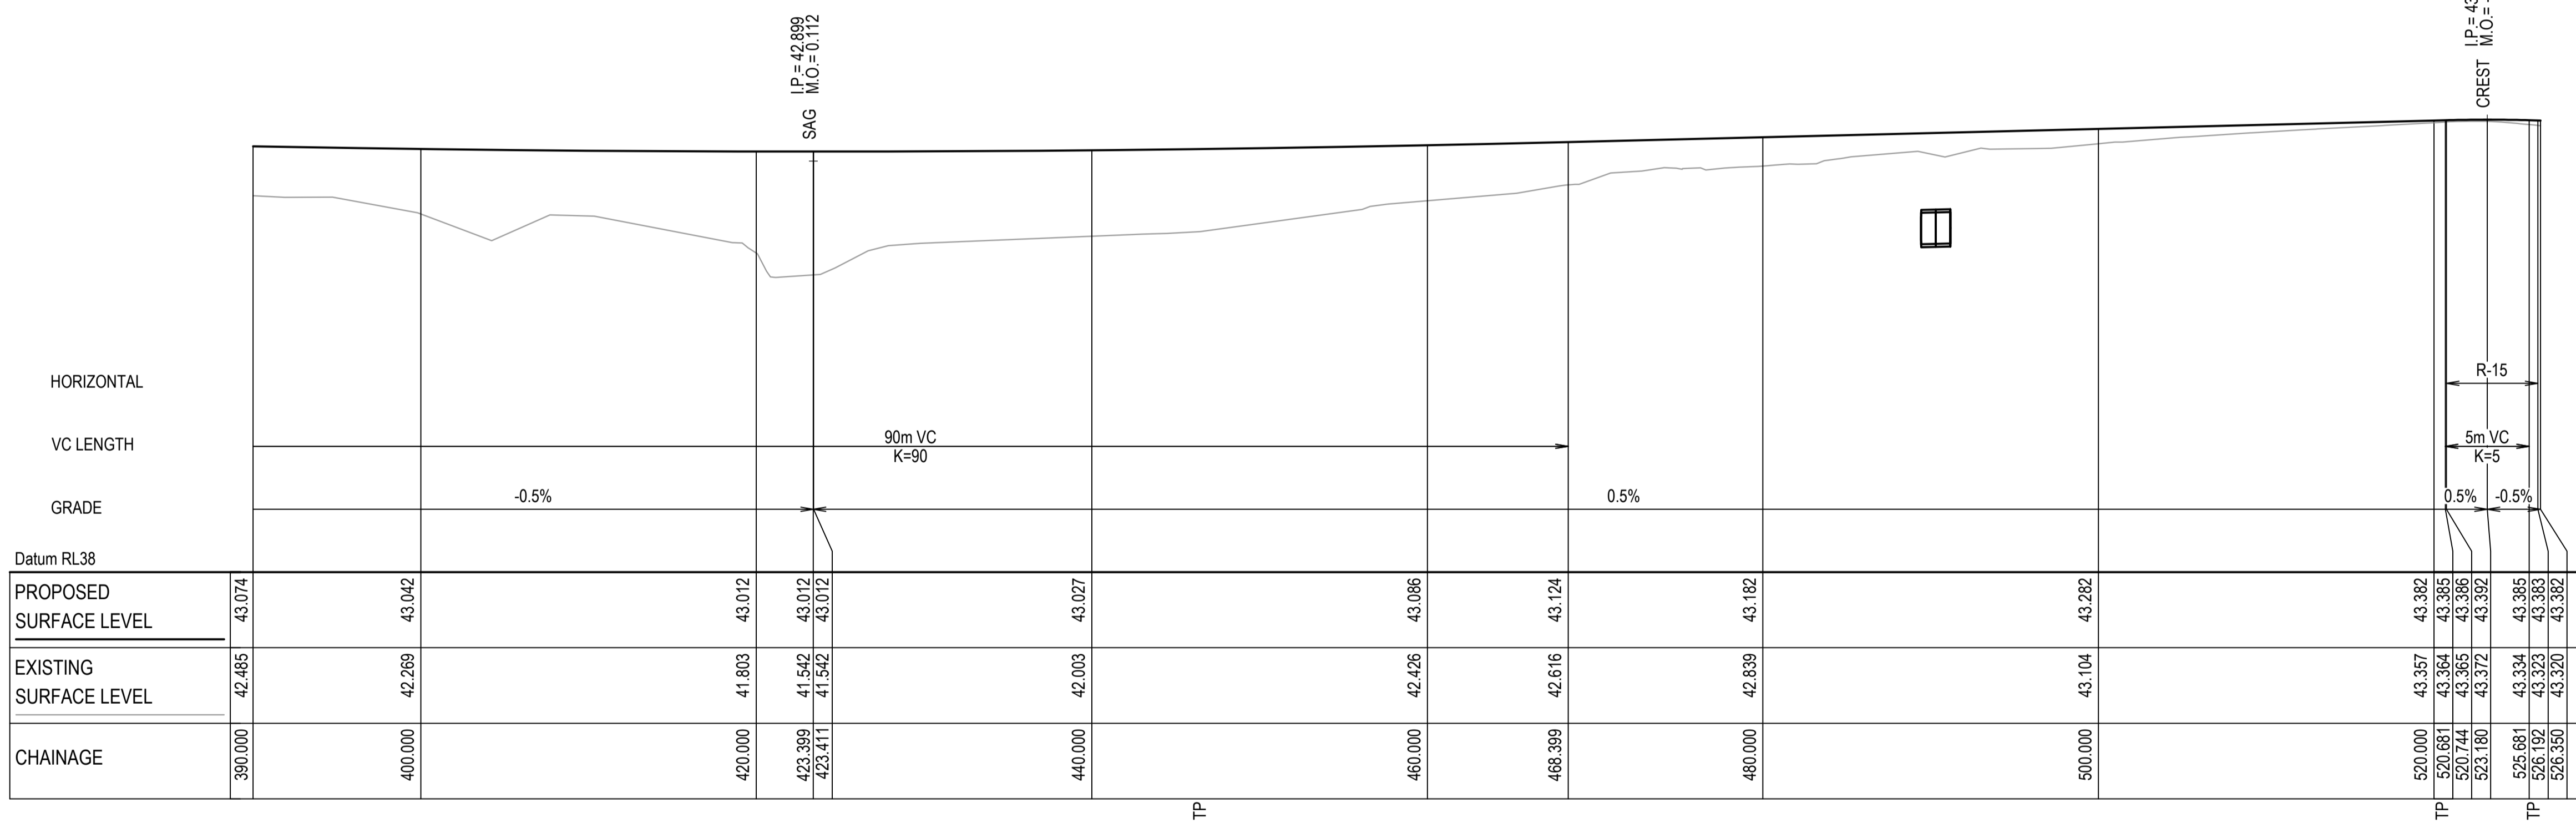 I.P.= 42.899
M.O.= 0.112
SAG
I.P.= 43
M.O.= -
CREST
HORIZONTAL
R-15
VC LENGTH
90m VC
K=90
5m VC
K=5
GRADE
-0.5%
0.5%
0.5%
-0.5%
Datum RL38
PROPOSED
SURFACE LEVEL
43.074
43.042
43.012
43.012
43.012
43.027
43.086
43.124
43.182
43.282
43.382
43.385
43.386
43.392
43.385
43.383
43.382
EXISTING
SURFACE LEVEL
42.485
42.269
41.803
41.542
41.542
42.003
42.426
42.616
42.839
43.104
43.357
43.364
43.365
43.372
43.334
43.323
43.320
CHAINAGE
390.000
400.000
420.000
423.399
423.411
440.000
460.000
468.399
480.000
500.000
520.000
520.681
520.744
523.180
525.681
526.192
526.350
TP
TP
TP